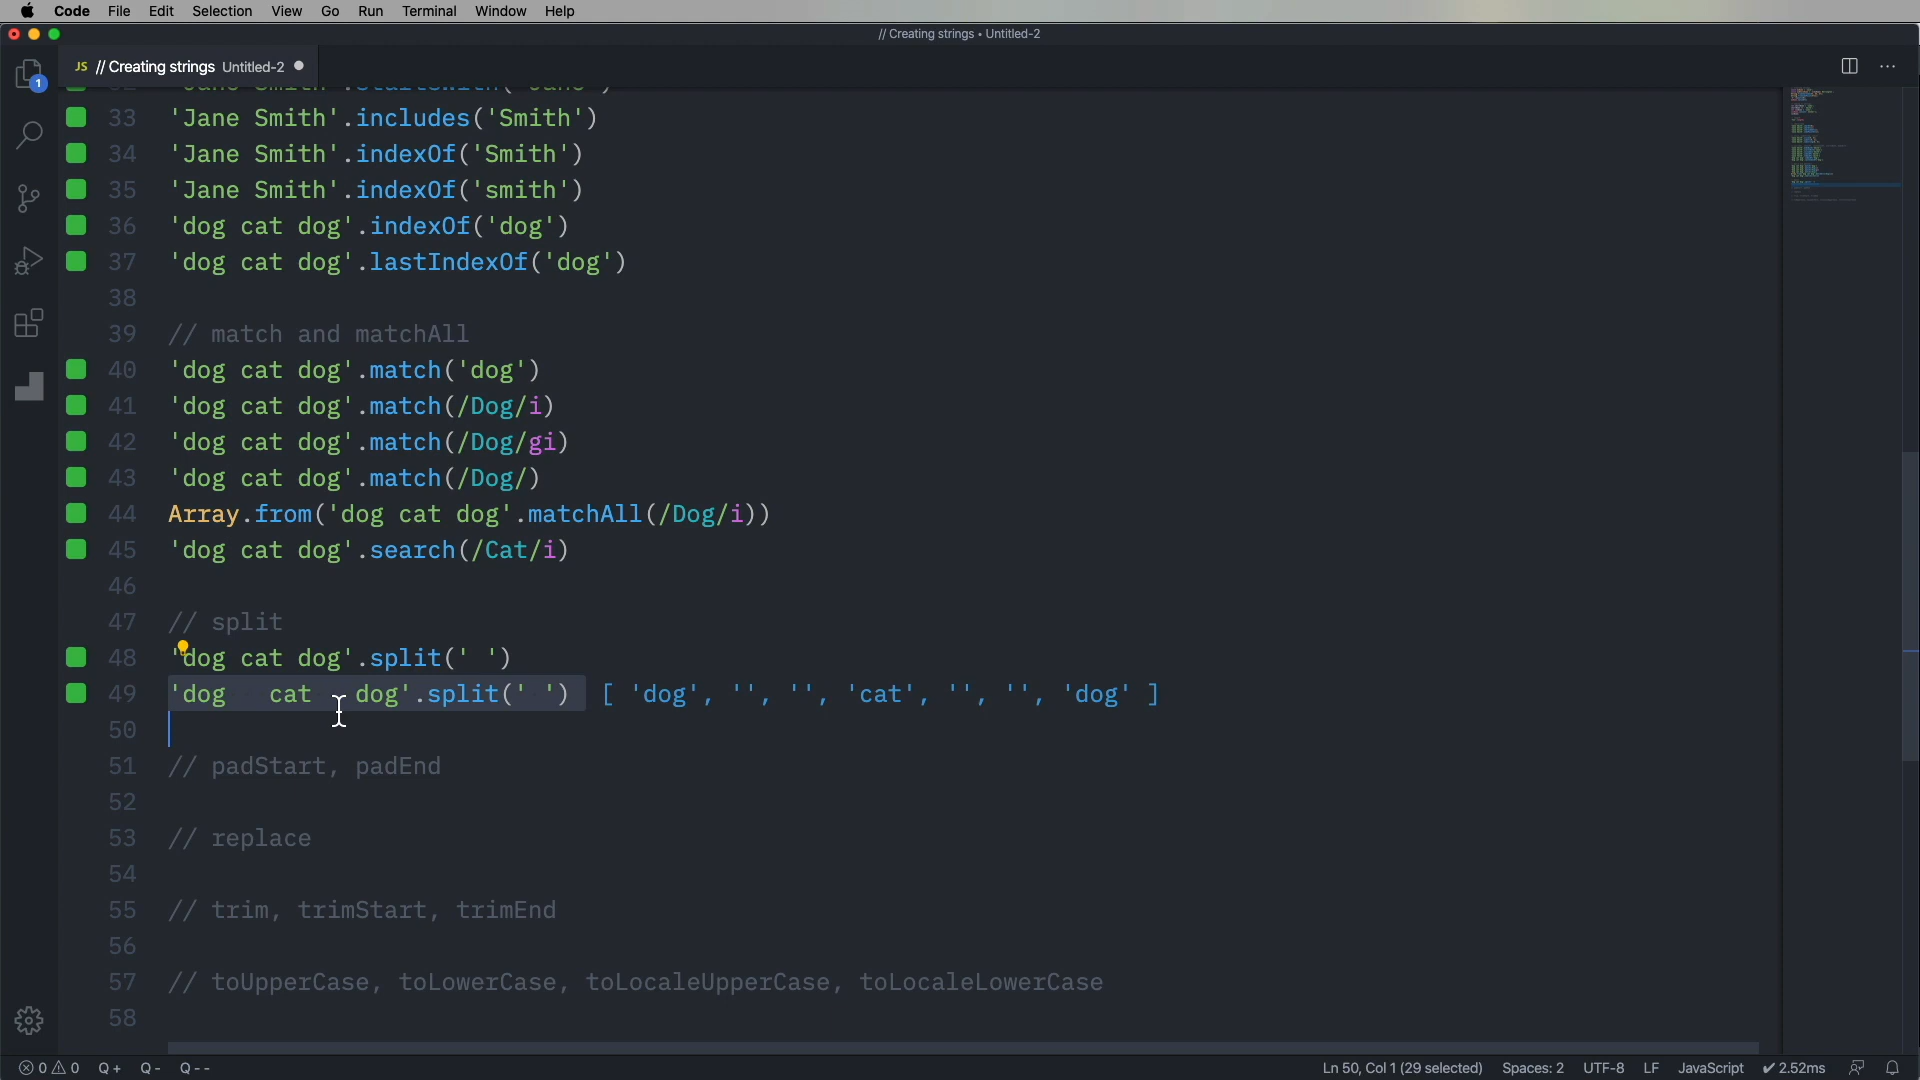 Code File Edit Selection View Go Run Terminal Window Help
// Creating strings • Untitled-2
JS // Creating strings Untitled-2
1
33 'Jane Smith'.includes('Smith')
34 'Jane Smith'.indexOf('Smith')
35 'Jane Smith'.indexOf('smith')
36 'dog cat dog'.indexOf('dog')
37 'dog cat dog'.lastIndexOf('dog')
38
39 // match and matchAll
40 'dog cat dog'.match('dog')
41 'dog cat dog'.match(/Dog/i)
42 'dog cat dog'.match(/Dog/gi)
43 'dog cat dog'.match(/Dog/)
44 Array.from('dog cat dog'.matchAll(/Dog/i))
45 'dog cat dog'.search(/Cat/i)
46
47 // split
48 'dog cat dog'.split(' ')
49 'dog   cat   dog'.split(' ') [ 'dog', '', '', 'cat', '', '', 'dog' ]
50
51 // padStart, padEnd
52
53 // replace
54
55 // trim, trimStart, trimEnd
56
57 // toUpperCase, toLowerCase, toLocaleUpperCase, toLocaleLowerCase
58
0 0 Q+ Q- Q-- Ln 50, Col 1 (29 selected) Spaces: 2 UTF-8 LF JavaScript ✓ 2.52ms